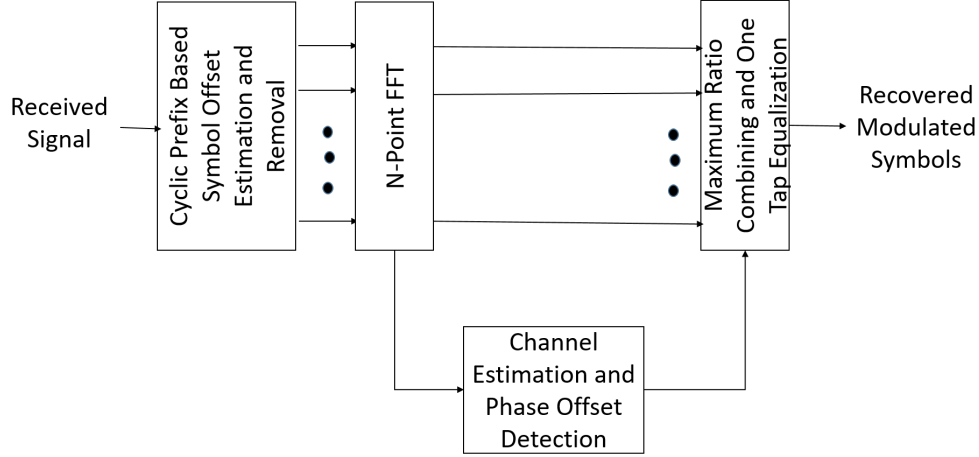 Received
Signal
Cyclic Prefix Based
Symbol Offset
Estimation and
Removal
N-Point FFT
Maximum Ratio
Combining and One
Tap Equalization
Recovered
Modulated
Symbols
Channel
Estimation and
Phase Offset
Detection